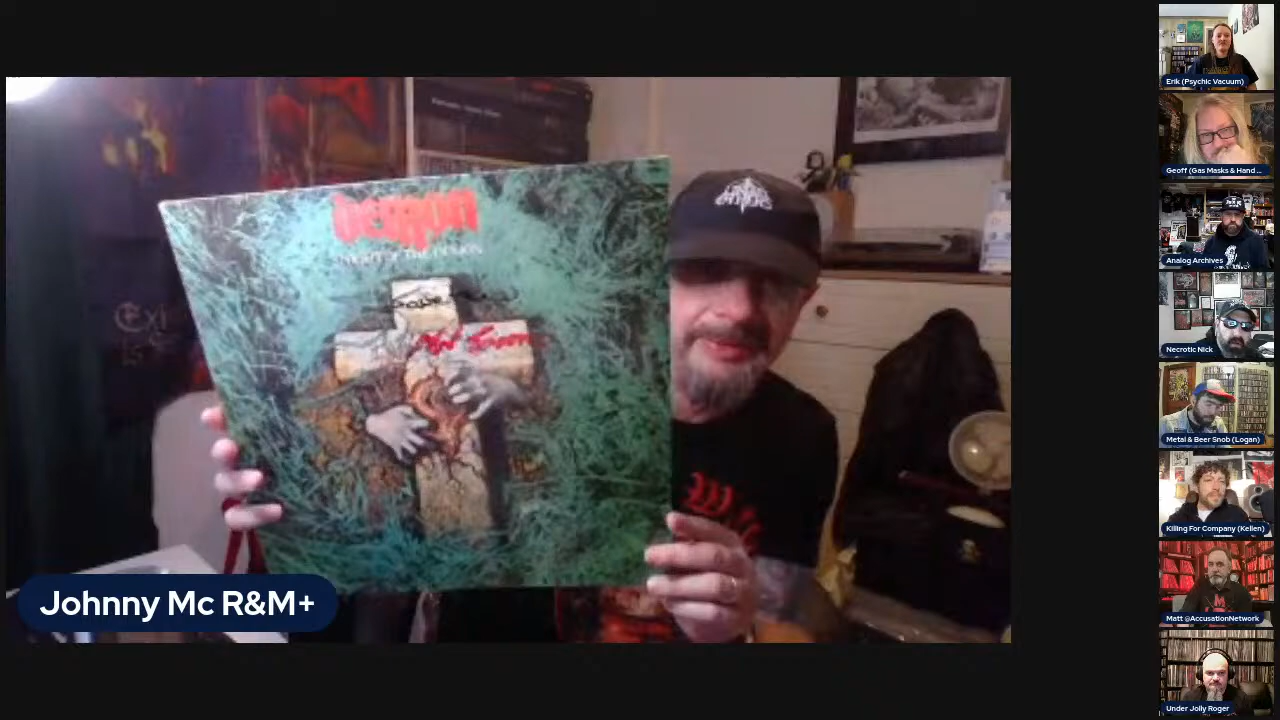 DEMON
NIGHT OF THE DEMON
Johnny Mc R&M+
Erik (Psychic Vacuum)
Geoff (Gas Masks & Hand ...
Analog Archives
Necrotic Nick
Metal & Beer Snob (Logan)
Killing For Company (Kellen)
Matt @AccusationNetwork
Under Jolly Roger